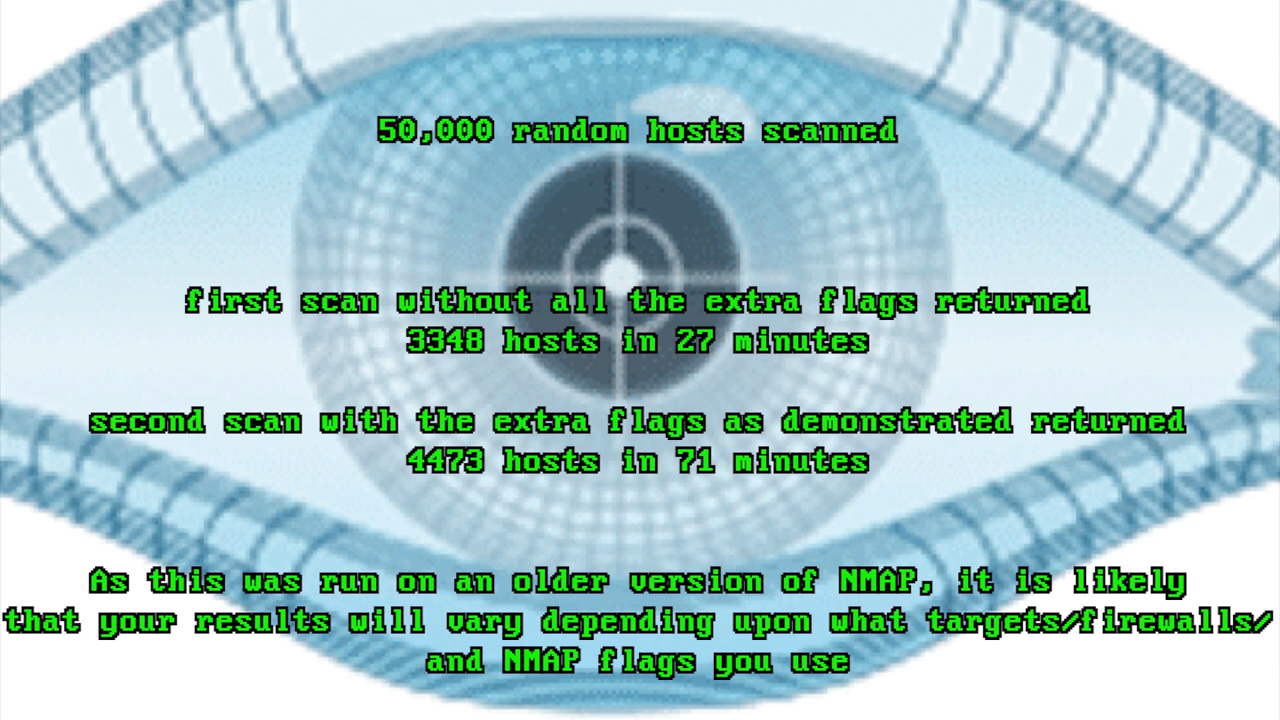 50,000 random hosts scanned
first scan without all the extra flags returned
3348 hosts in 27 minutes
second scan with the extra flags as demonstrated returned
4473 hosts in 71 minutes
As this was run on an older version of NMAP, it is likely
that your results will vary depending upon what targets/firewalls/
and NMAP flags you use